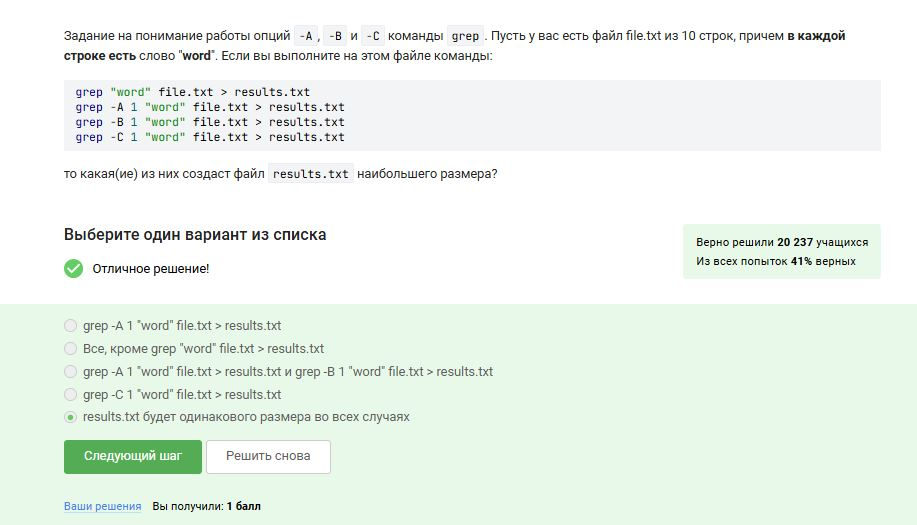 Задание на понимание работы опций -A, -B и -C команды grep. Пусть у вас есть файл file.txt из 10 строк, причем в каждой
строке есть слово "word". Если вы выполните на этом файле команды:
grep "word" file.txt > results.txt
grep -A 1 "word" file.txt > results.txt
grep -B 1 "word" file.txt > results.txt
grep -C 1 "word" file.txt > results.txt
то какая(ие) из них создаст файл results.txt наибольшего размера?
Выберите один вариант из списка
Верно решили 20 237 учащихся
Из всех попыток 41% верных
Отличное решение!
grep -A 1 "word" file.txt > results.txt
Все, кроме grep "word" file.txt > results.txt
grep -A 1 "word" file.txt > results.txt и grep -B 1 "word" file.txt > results.txt
grep -C 1 "word" file.txt > results.txt
results.txt будет одинакового размера во всех случаях
Следующий шаг
Решить снова
Ваши решения Вы получили: 1 балл